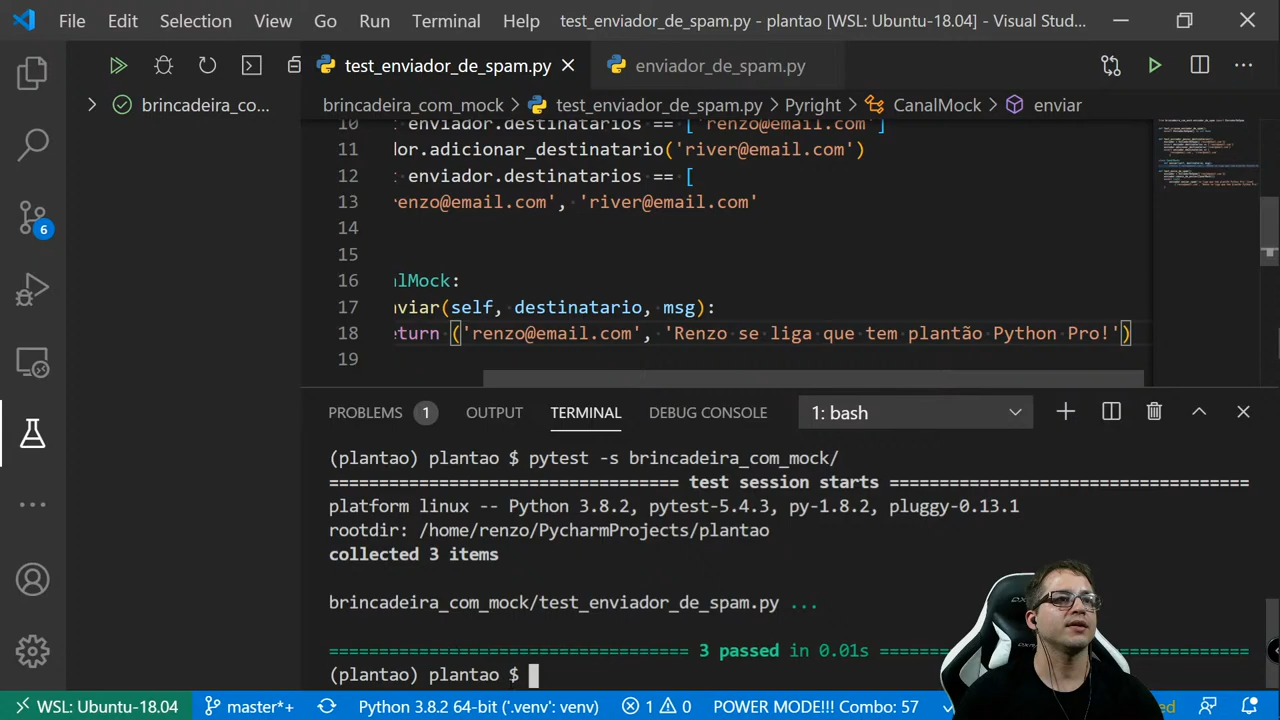 File Edit Selection View Go Run Terminal Help test_enviador_de_spam.py - plantao [WSL: Ubuntu-18.04] - Visual Stud...
test_enviador_de_spam.py enviador_de_spam.py
brincadeira_co...
brincadeira_com_mock > test_enviador_de_spam.py > Pyright > CanalMock > enviar
10 enviador.destinatarios == ['renzo@email.com']
11 dor.adicionar_destinatario('river@email.com')
12 enviador.destinatarios == [
13 renzo@email.com', 'river@email.com'
14
15
16 alMock:
17 nviar(self, destinatario, msg):
18 eturn ('renzo@email.com', 'Renzo se liga que tem plantão Python Pro!')
19
6
PROBLEMS 1 OUTPUT TERMINAL DEBUG CONSOLE 1: bash
(plantao) plantao $ pytest -s brincadeira_com_mock/
================================= test session starts ==================================
platform linux -- Python 3.8.2, pytest-5.4.3, py-1.8.2, pluggy-0.13.1
rootdir: /home/renzo/PycharmProjects/plantao
collected 3 items
brincadeira_com_mock/test_enviador_de_spam.py ...
================================== 3 passed in 0.01s ===================================
(plantao) plantao $
WSL: Ubuntu-18.04 master*+ Python 3.8.2 64-bit ('.venv': venv) 1 0 POWER MODE!!! Combo: 57